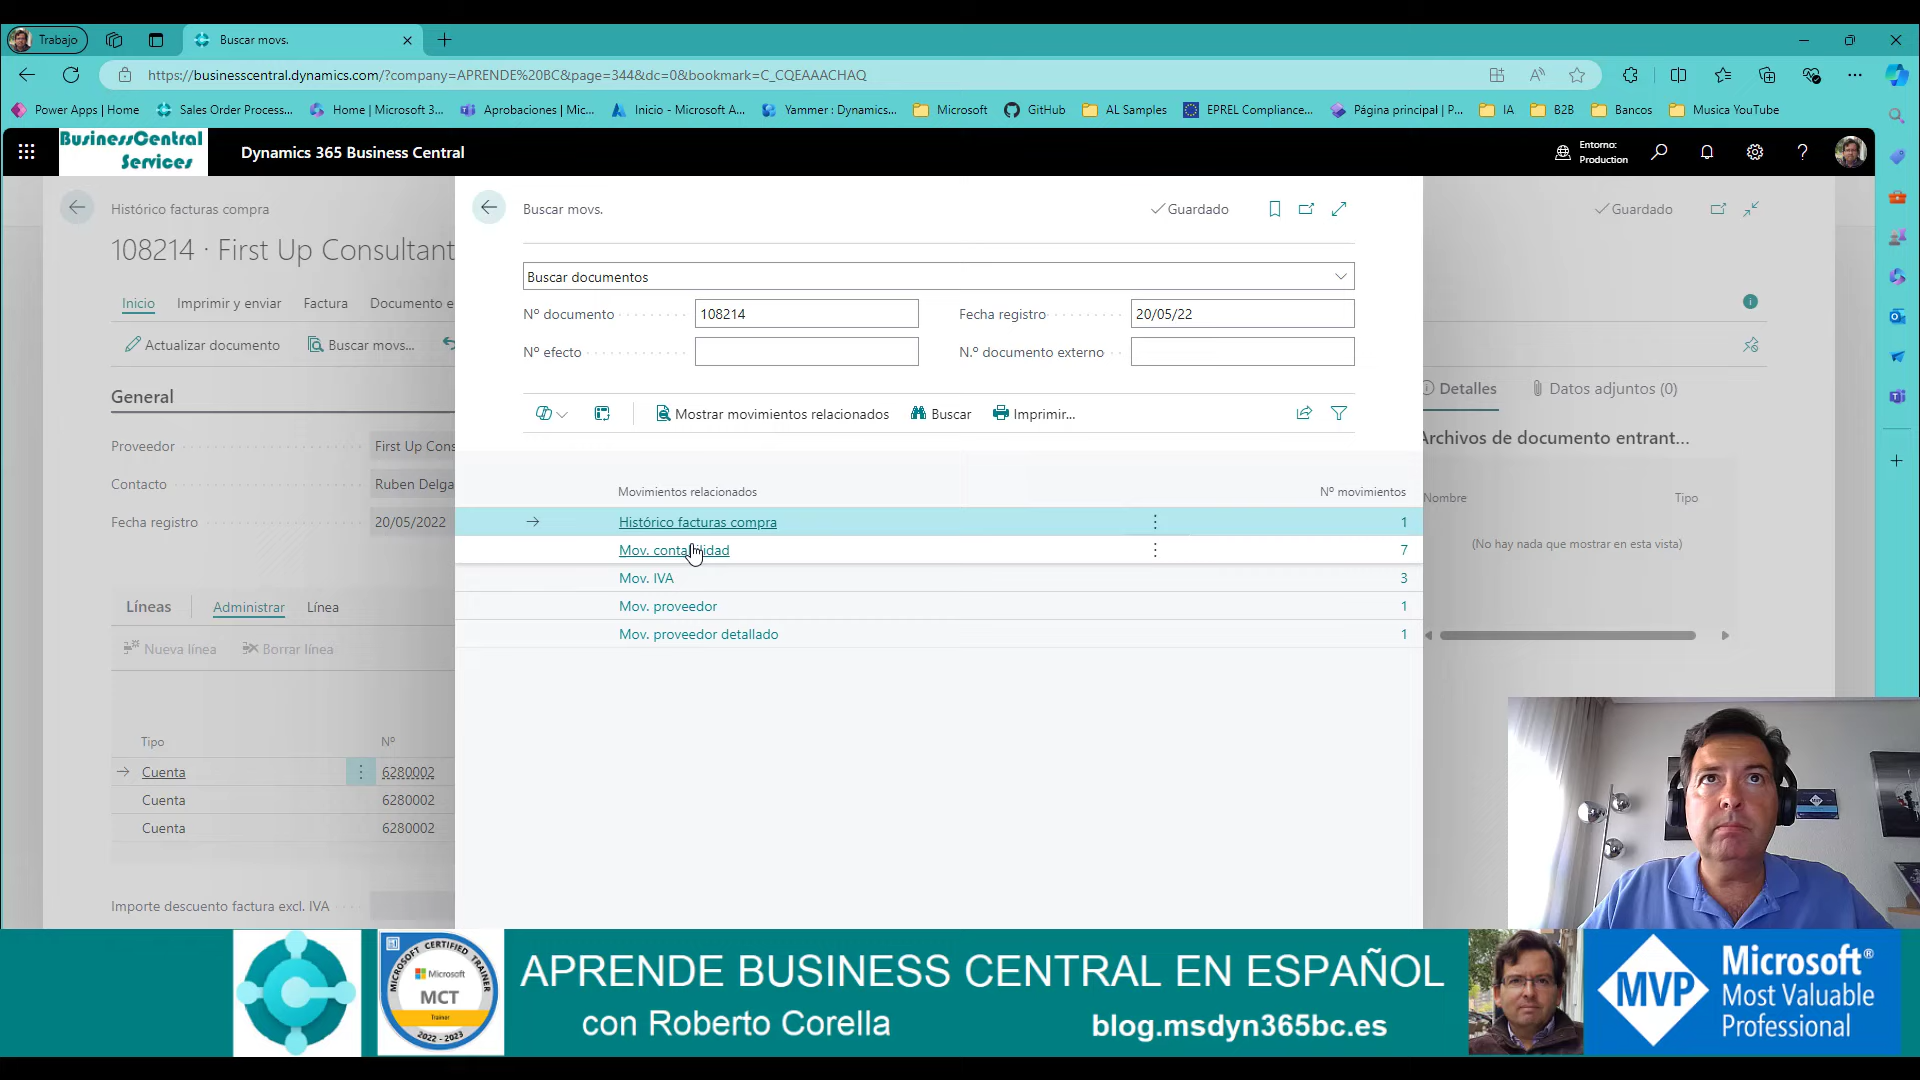 Trabajo
Buscar movs.
https://businesscentral.dynamics.com/?company=APRENDE%20BC&page=344&dc=0&bookmark=C_CQEAAACHAQ
Power Apps | Home
Sales Order Process...
Home | Microsoft 3...
Aprobaciones | Mic...
Inicio - Microsoft A...
Yammer : Dynamics...
Microsoft
GitHub
AL Samples
EPREL Compliance...
Página principal | P...
IA
B2B
Bancos
Musica YouTube
BusinessCentral
Services
Dynamics 365 Business Central
Entorno:
Production
Histórico facturas compra
108214 · First Up Consultant
Inicio
Imprimir y enviar
Factura
Documento e
Actualizar documento
Buscar movs...
General
Proveedor
First Up Cons
Contacto
Ruben Delga
Fecha registro
20/05/2022
Líneas
Administrar
Línea
Nueva línea
Borrar línea
Tipo
Nº
Cuenta
6280002
Cuenta
6280002
Cuenta
6280002
Importe descuento factura excl. IVA
Buscar movs.
Guardado
Buscar documentos
Nº documento
108214
Fecha registro
20/05/22
Nº efecto
N.º documento externo
Mostrar movimientos relacionados
Buscar
Imprimir...
Movimientos relacionados
Nº movimientos
Histórico facturas compra
1
Mov. contabilidad
7
Mov. IVA
3
Mov. proveedor
1
Mov. proveedor detallado
1
Guardado
Detalles
Datos adjuntos (0)
Archivos de documento entrant...
Nombre
Tipo
(No hay nada que mostrar en esta vista)
MICROSOFT CERTIFIED TRAINER
Microsoft
MCT
Trainer
2022 - 2023
APRENDE BUSINESS CENTRAL EN ESPAÑOL
con Roberto Corella
blog.msdyn365bc.es
MVP
Microsoft®
Most Valuable
Professional